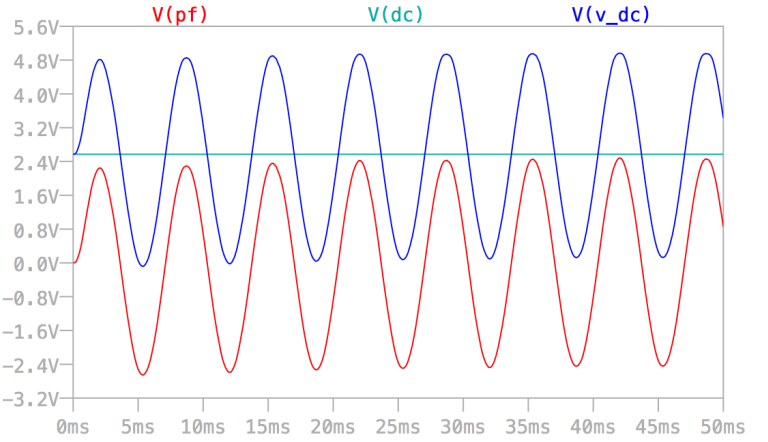 V(pf) V(dc) V(v_dc)
5.6V
4.8V
4.0V
3.2V
2.4V
1.6V
0.8V
0.0V
-0.8V
-1.6V
-2.4V
-3.2V
0ms 5ms 10ms 15ms 20ms 25ms 30ms 35ms 40ms 45ms 50ms